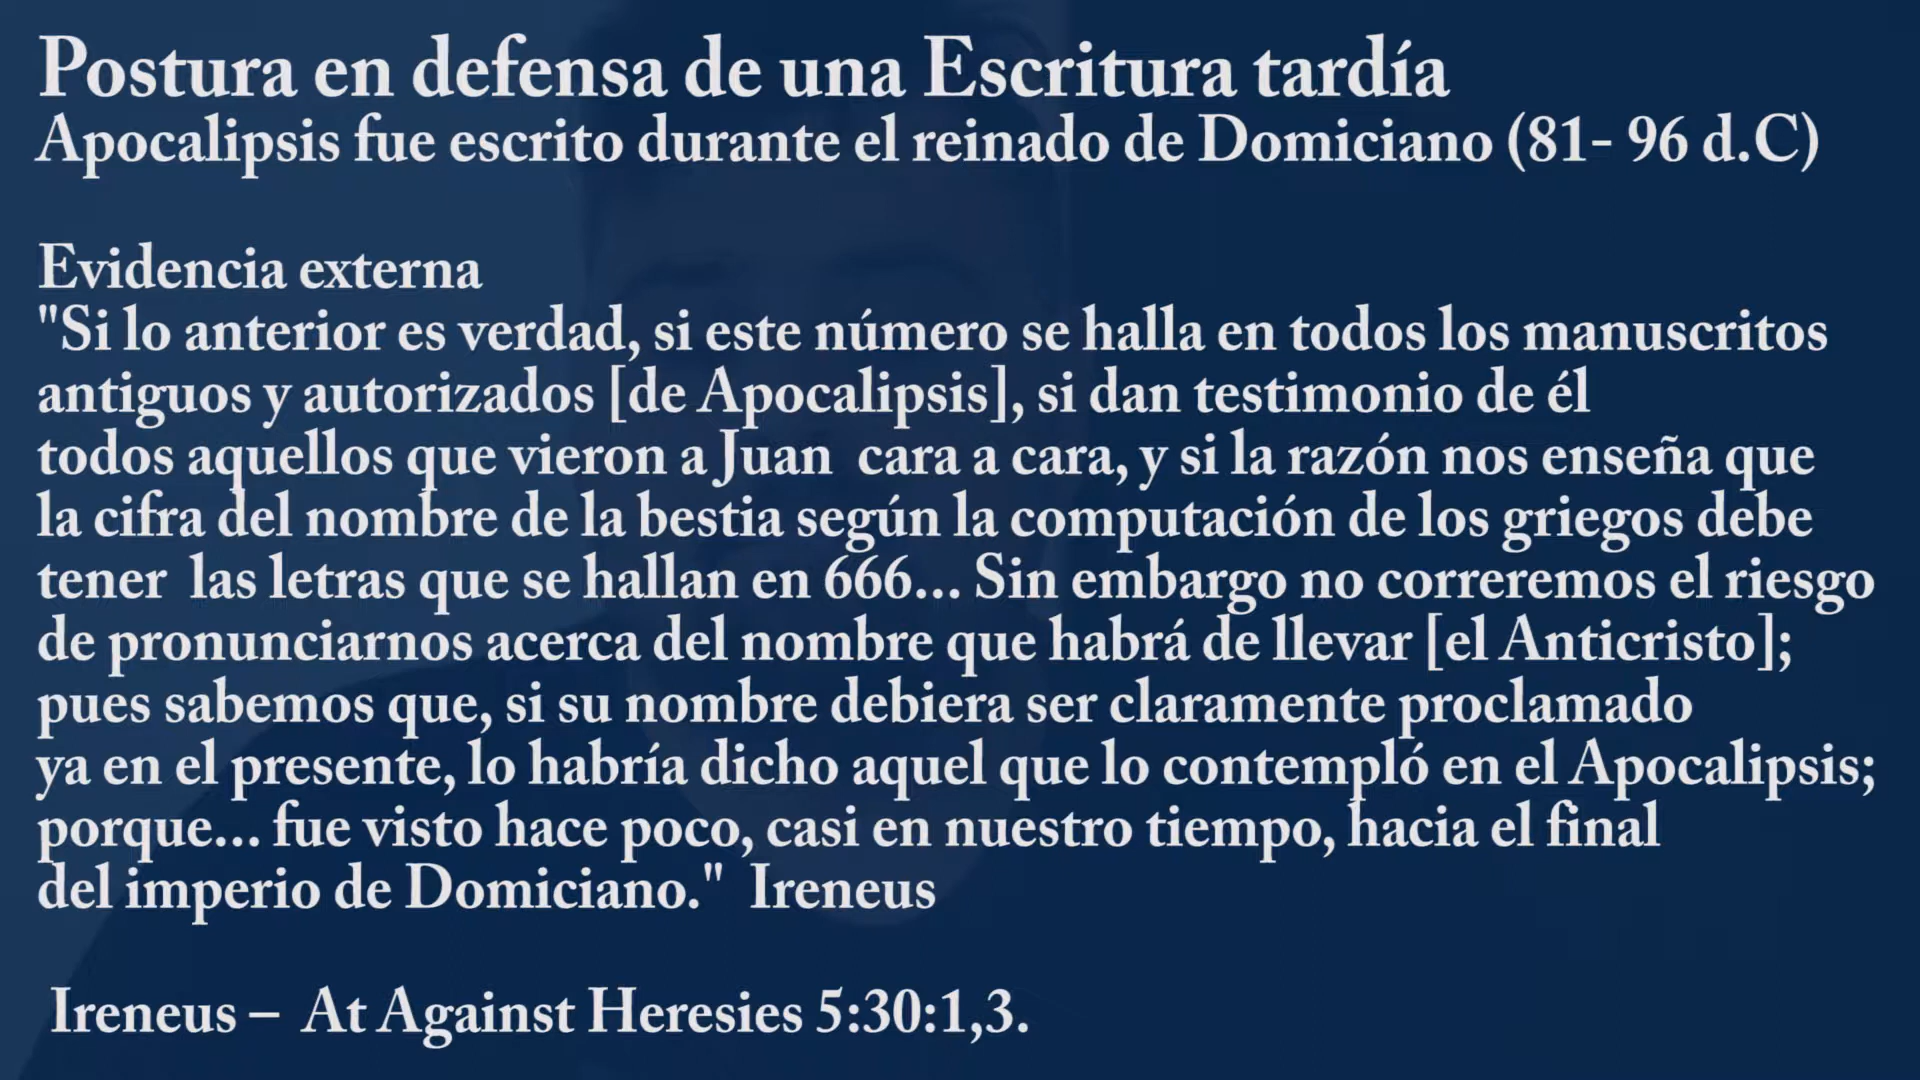 Postura en defensa de una Escritura tardía
Apocalipsis fue escrito durante el reinado de Domiciano (81- 96 d.C)
Evidencia externa
"Si lo anterior es verdad, si este número se halla en todos los manuscritos
antiguos y autorizados [de Apocalipsis], si dan testimonio de él
todos aquellos que vieron a Juan  cara a cara, y si la razón nos enseña que
la cifra del nombre de la bestia según la computación de los griegos debe
tener  las letras que se hallan en 666... Sin embargo no correremos el riesgo
de pronunciarnos acerca del nombre que habrá de llevar [el Anticristo];
pues sabemos que, si su nombre debiera ser claramente proclamado
ya en el presente, lo habría dicho aquel que lo contempló en el Apocalipsis;
porque... fue visto hace poco, casi en nuestro tiempo, hacia el final
del imperio de Domiciano."  Ireneus
Ireneus –  At Against Heresies 5:30:1,3.